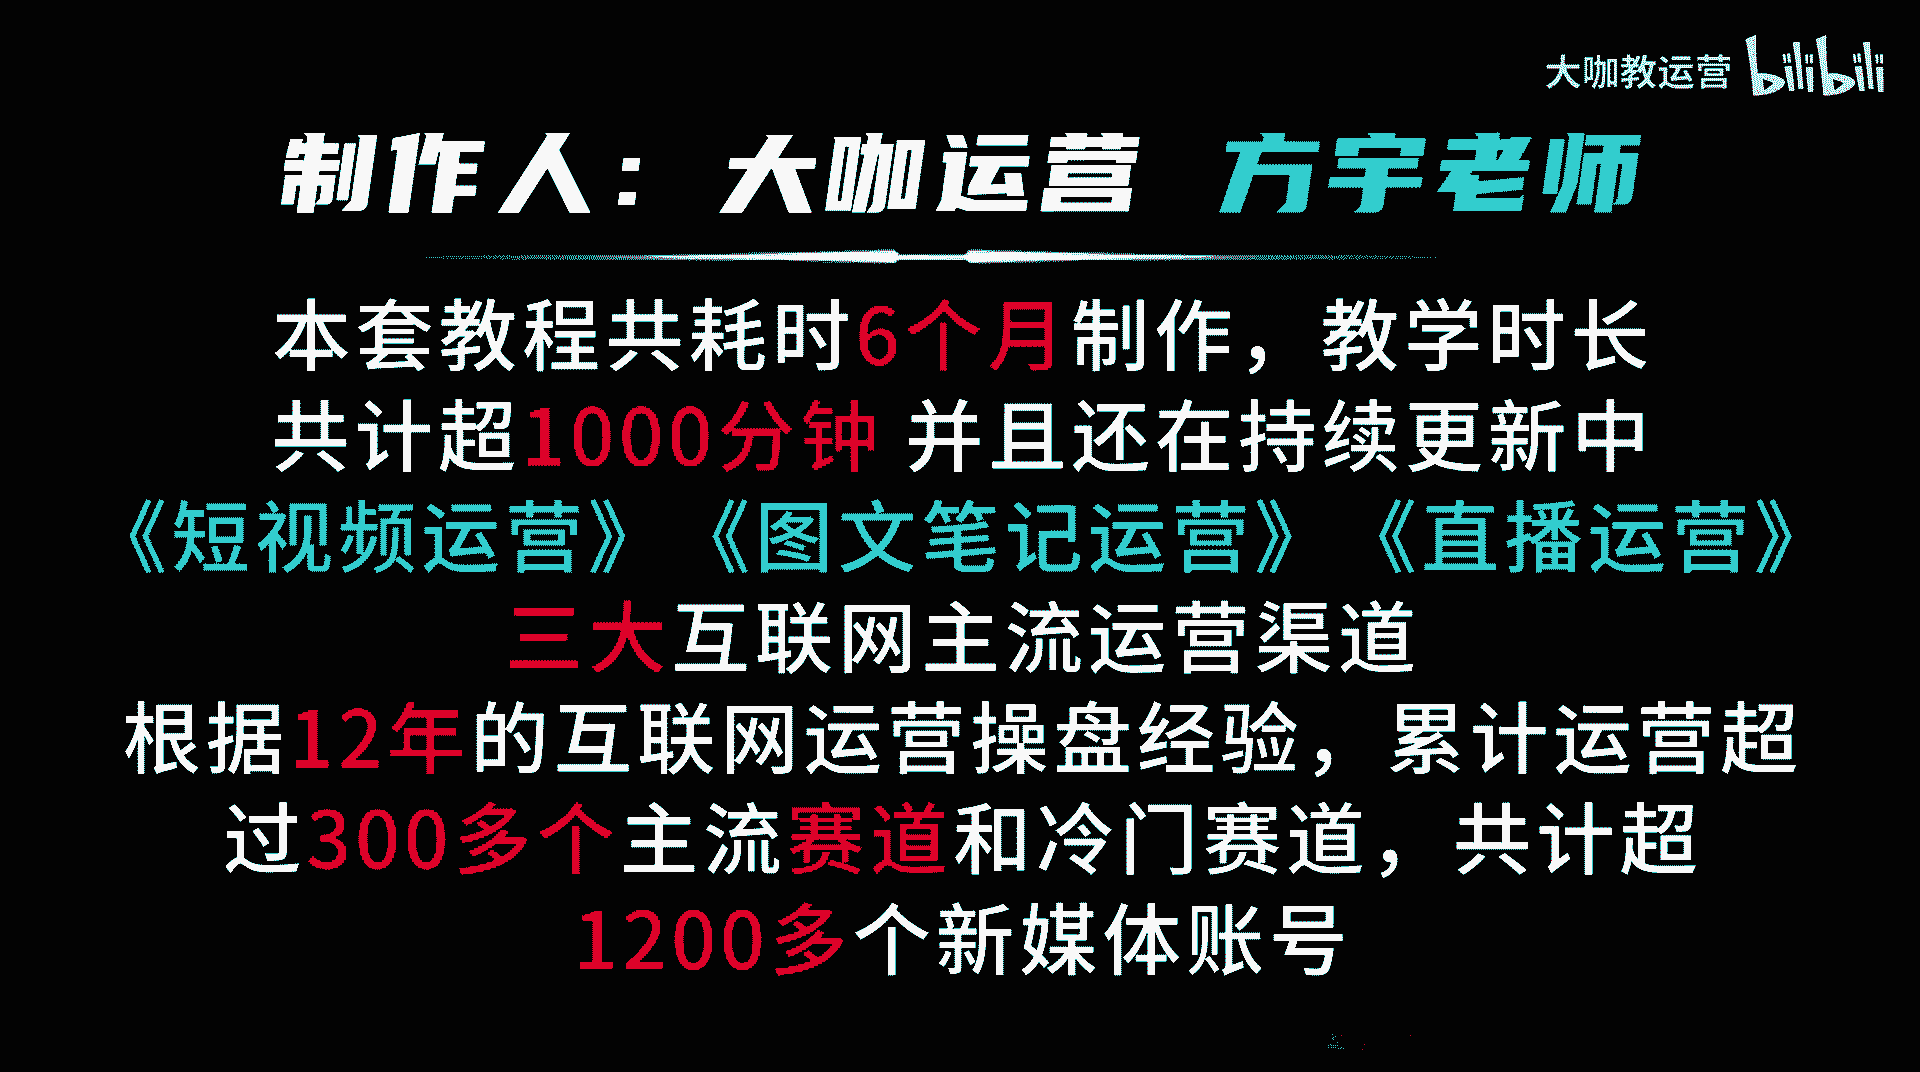 大咖教运营 bilibili
制作人：大咖运营 方宇老师
本套教程共耗时6个月制作，教学时长
共计超1000分钟 并且还在持续更新中
《短视频运营》《图文笔记运营》《直播运营》
三大互联网主流运营渠道
根据12年的互联网运营操盘经验，累计运营超
过300多个主流赛道和冷门赛道，共计超
1200多个新媒体账号